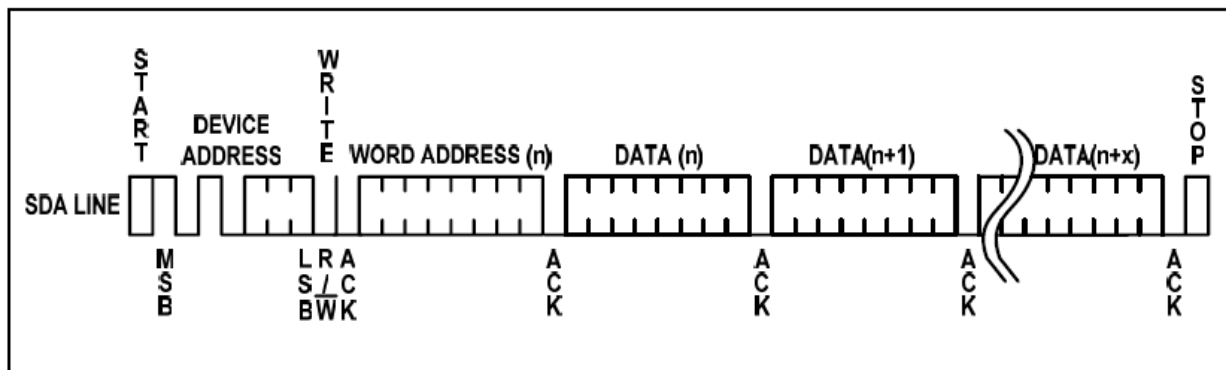 START
WRITE
STOP
DEVICE
ADDRESS
WORD ADDRESS (n)
DATA (n)
DATA(n+1)
DATA(n+x)
SDA LINE
MSB
LSB
R/W̅
ACK
ACK
ACK
ACK
ACK